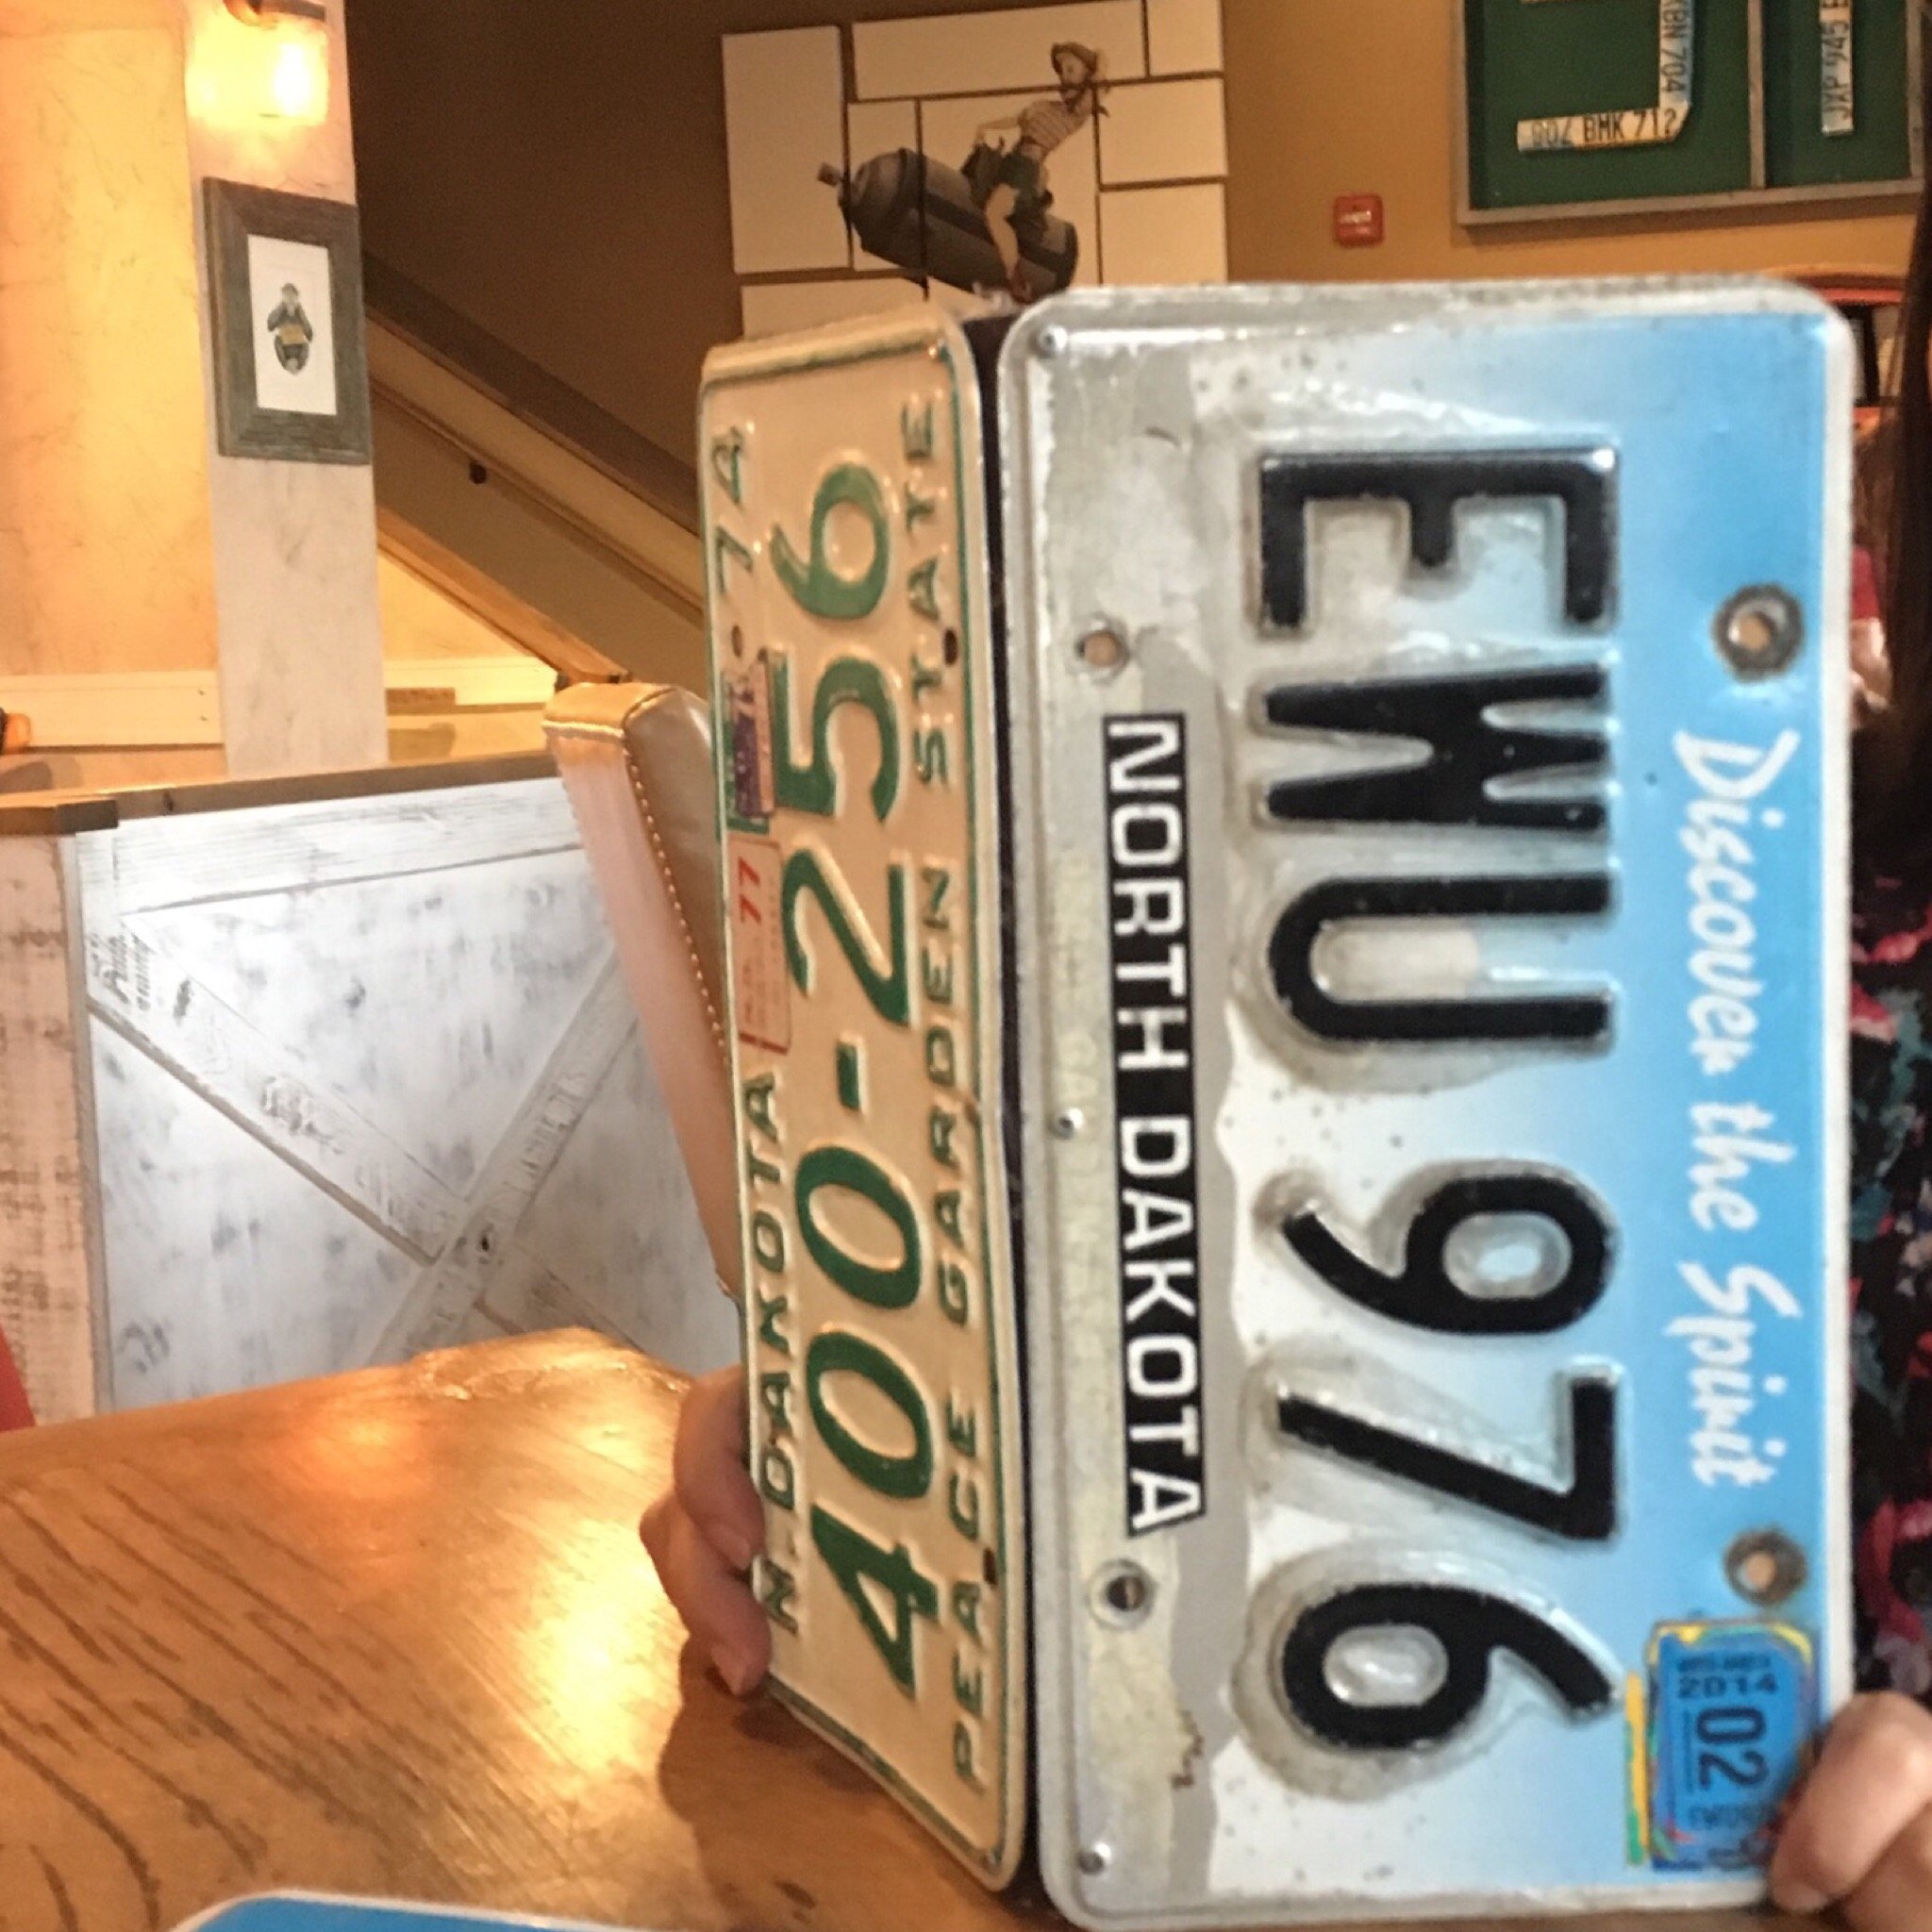 N. DAKOTA 77 74
400-256
PEACE GARDEN STATE
Discover the Spirit
EWU 976
NORTH DAKOTA
2014
02
KBN 704
BMK 712